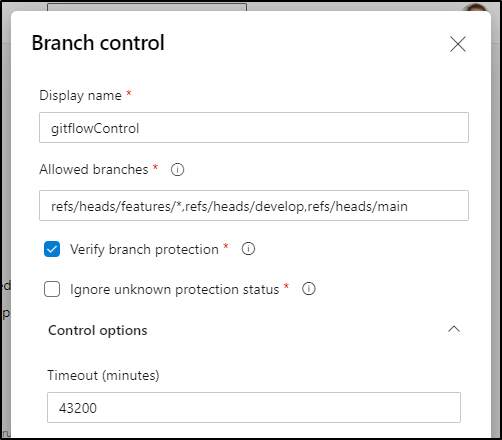 Branch control
Display name *
gitflowControl
Allowed branches *
refs/heads/features/*,refs/heads/develop,refs/heads/main
Verify branch protection *
Ignore unknown protection status *
Control options
Timeout (minutes)
43200